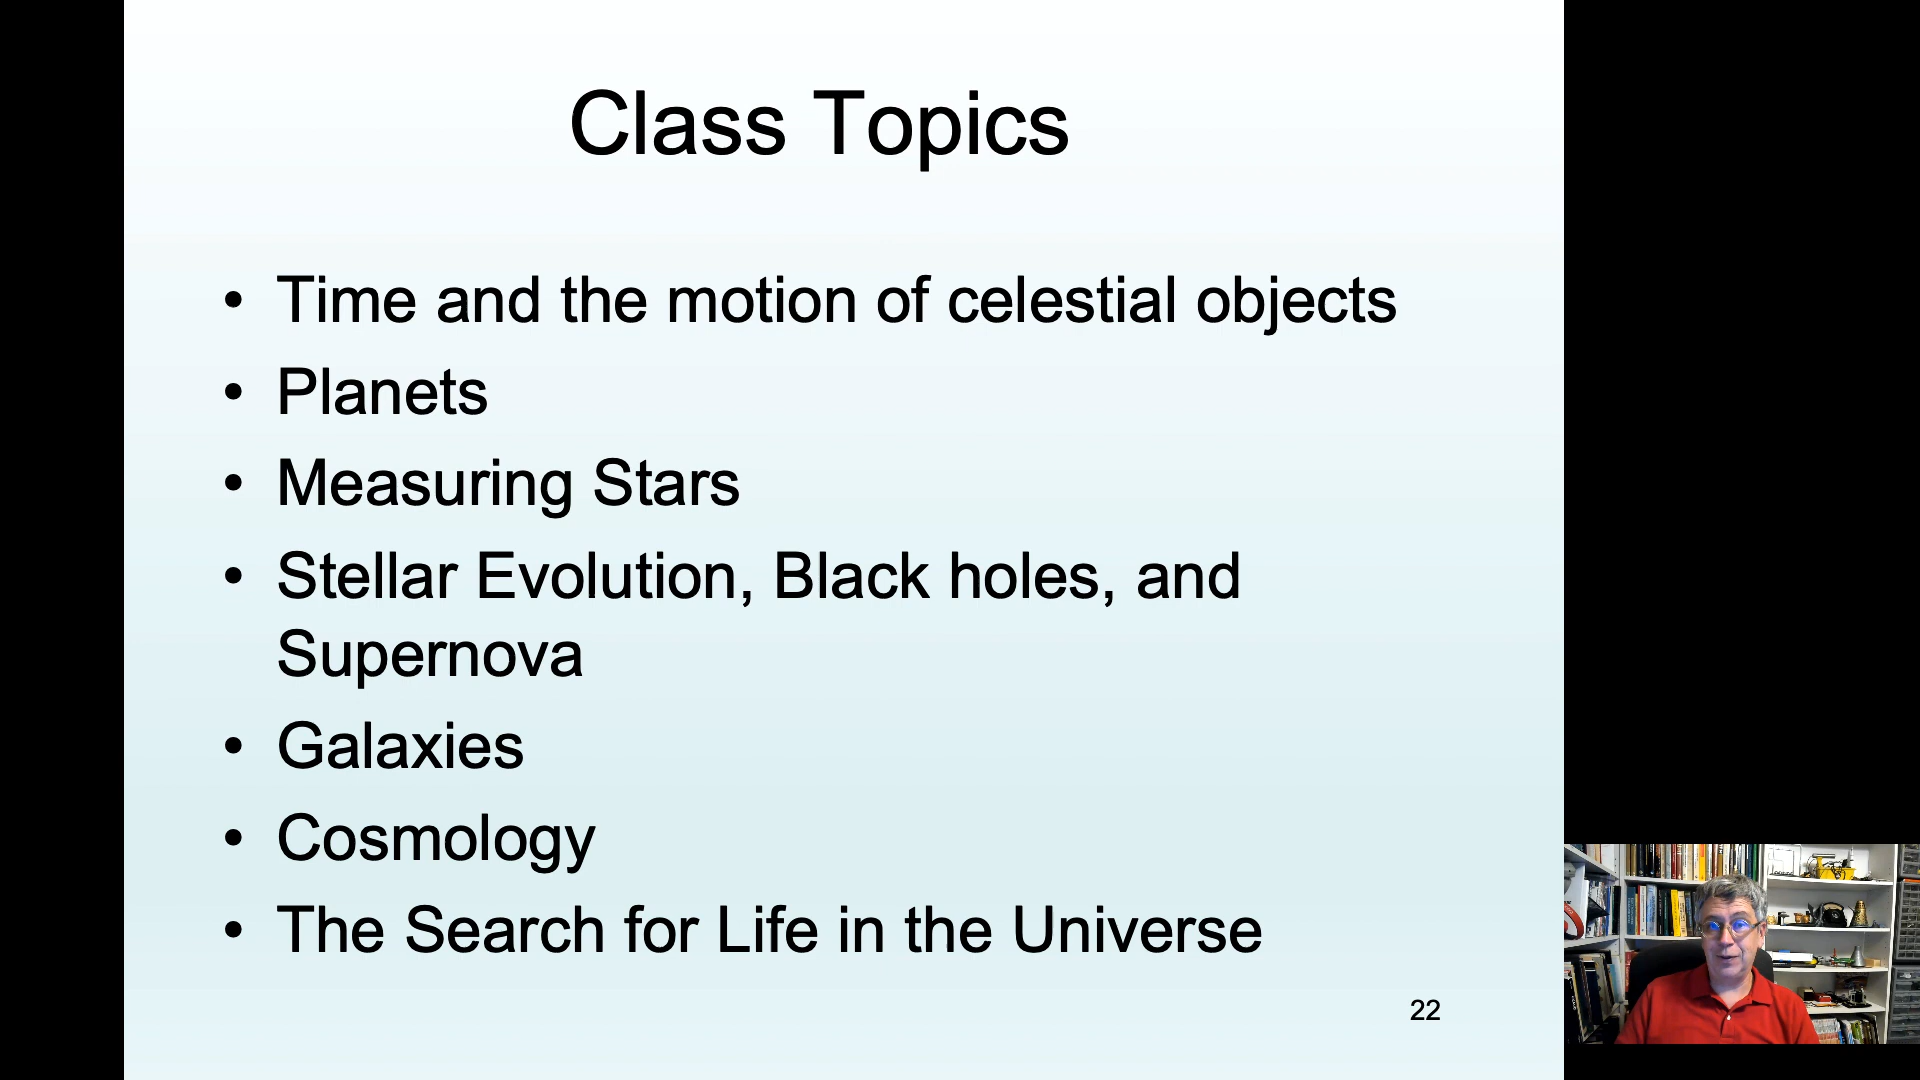 Class Topics
• Time and the motion of celestial objects
• Planets
• Measuring Stars
• Stellar Evolution, Black holes, and
Supernova
• Galaxies
• Cosmology
• The Search for Life in the Universe
22